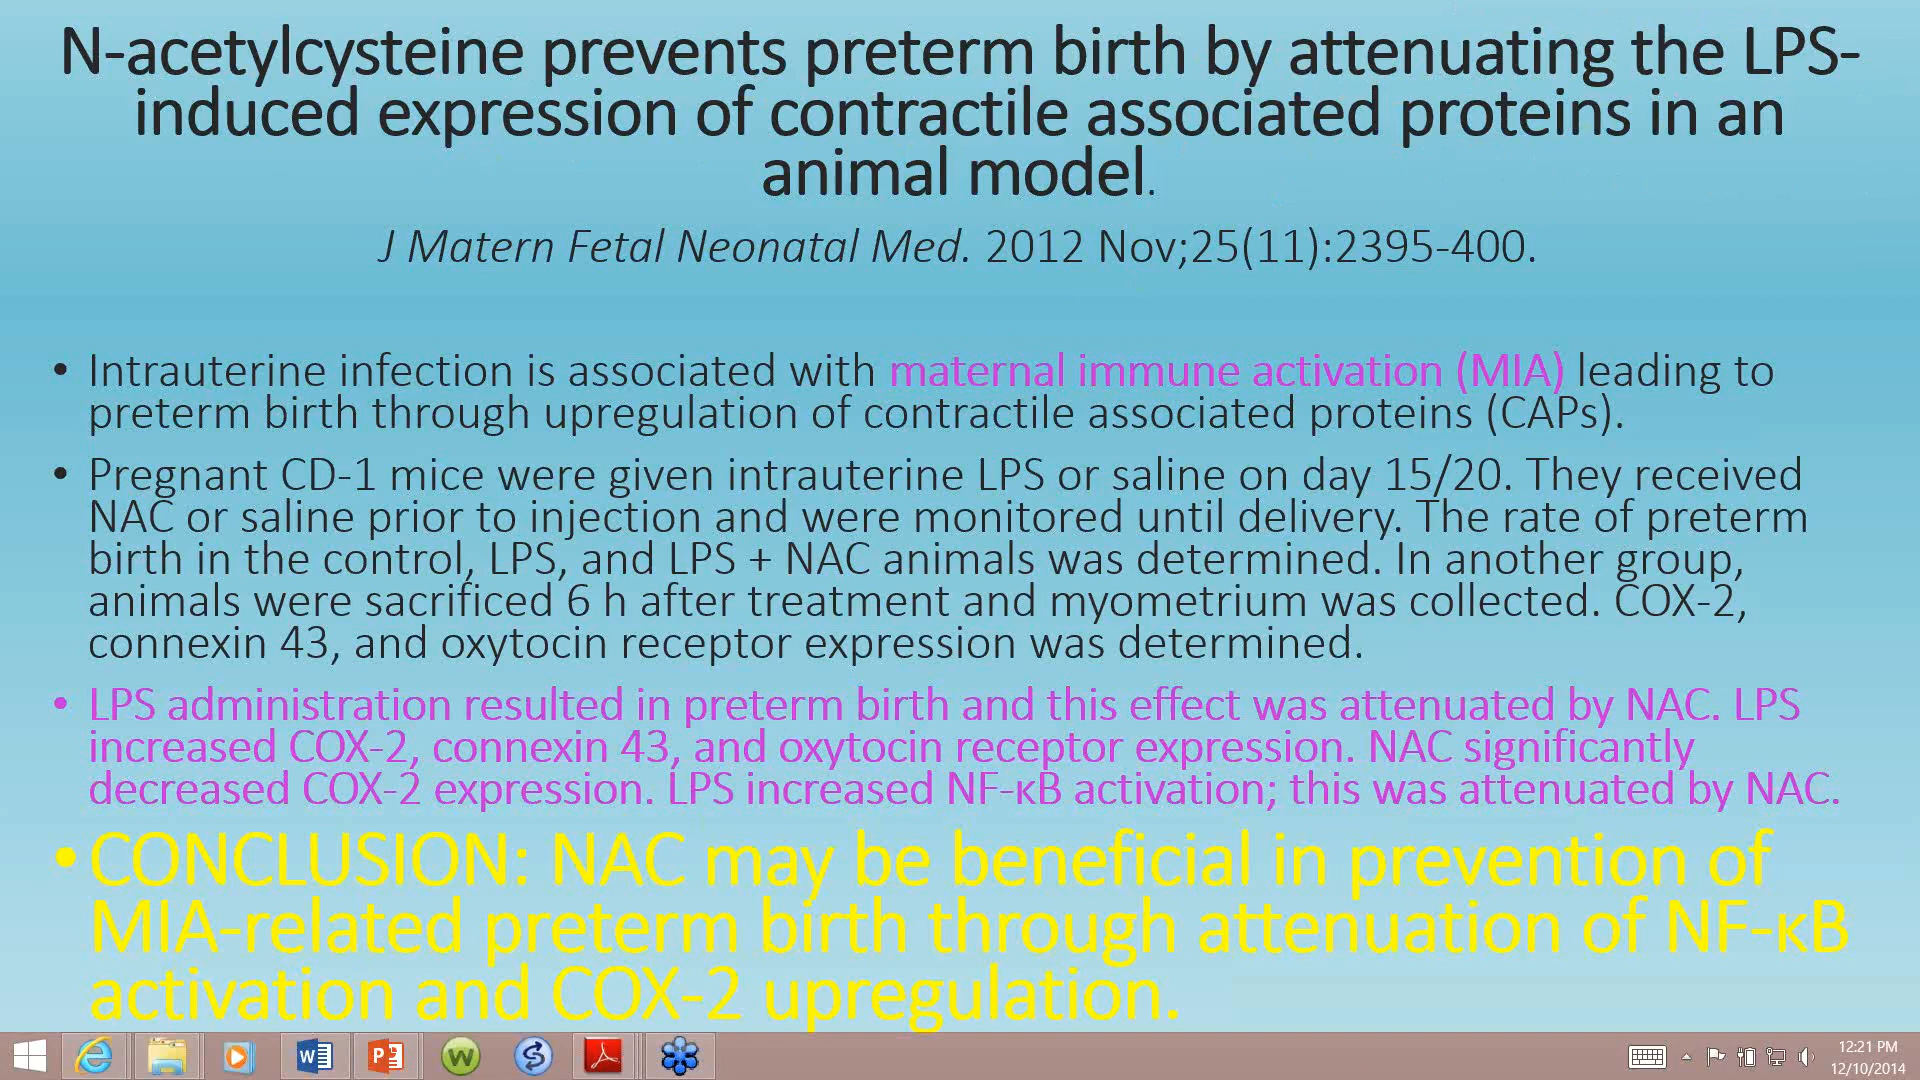 N-acetylcysteine prevents preterm birth by attenuating the LPS-
induced expression of contractile associated proteins in an
animal model.
J Matern Fetal Neonatal Med. 2012 Nov;25(11):2395-400.
• Intrauterine infection is associated with maternal immune activation (MIA) leading to
preterm birth through upregulation of contractile associated proteins (CAPs).
• Pregnant CD-1 mice were given intrauterine LPS or saline on day 15/20. They received
NAC or saline prior to injection and were monitored until delivery. The rate of preterm
birth in the control, LPS, and LPS + NAC animals was determined. In another group,
animals were sacrificed 6 h after treatment and myometrium was collected. COX-2,
connexin 43, and oxytocin receptor expression was determined.
• LPS administration resulted in preterm birth and this effect was attenuated by NAC. LPS
increased COX-2, connexin 43, and oxytocin receptor expression. NAC significantly
decreased COX-2 expression. LPS increased NF-κB activation; this was attenuated by NAC.
• CONCLUSION: NAC may be beneficial in prevention of
MIA-related preterm birth through attenuation of NF-κB
activation and COX-2 upregulation.
12:21 PM
12/10/2014